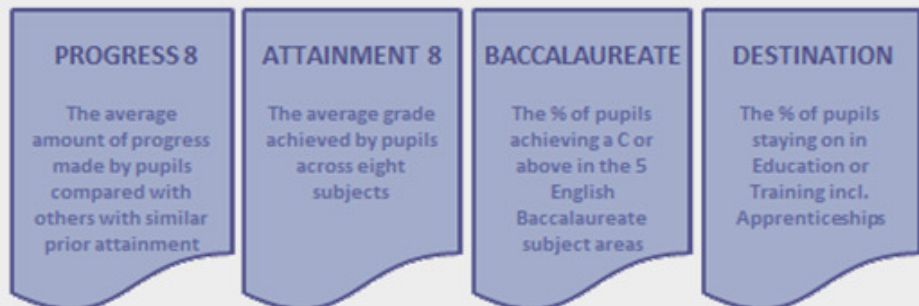 PROGRESS 8
The average
amount of progress
made by pupils
compared with
others with similar
prior attainment
ATTAINMENT 8
The average grade
achieved by pupils
across eight
subjects
BACCALAUREATE
The % of pupils
achieving a C or
above in the 5
English
Baccalaureate
subject areas
DESTINATION
The % of pupils
staying on in
Education or
Training incl.
Apprenticeships